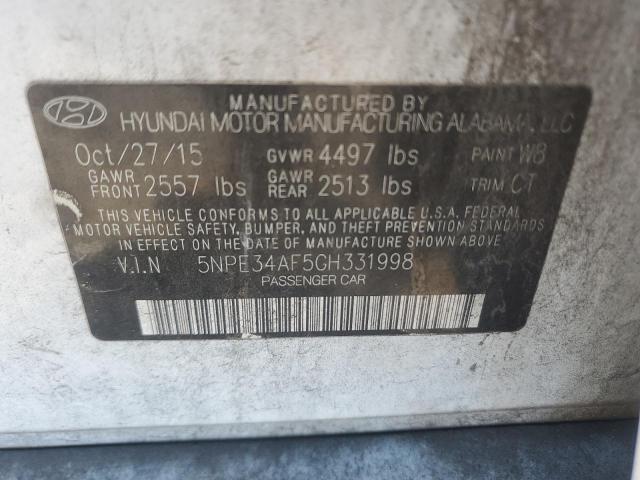 MANUFACTURED BY
HYUNDAI MOTOR MANUFACTURING ALABAMA, LLC
Oct/27/15 GVWR 4497 lbs PAINT W8
GAWR FRONT 2557 lbs GAWR REAR 2513 lbs TRIM CT
THIS VEHICLE CONFORMS TO ALL APPLICABLE U.S.A. FEDERAL
MOTOR VEHICLE SAFETY, BUMPER, AND THEFT PREVENTION STANDARDS
IN EFFECT ON THE DATE OF MANUFACTURE SHOWN ABOVE
V.I.N 5NPE34AF5GH331998
PASSENGER CAR